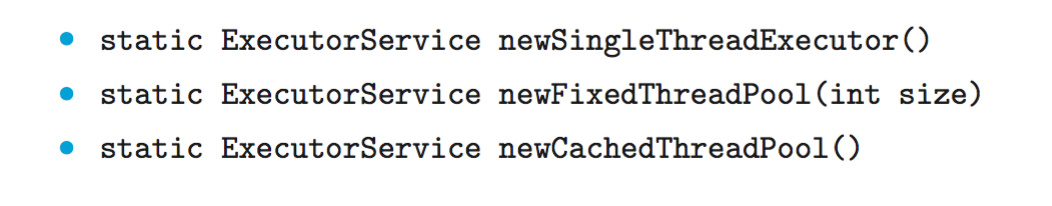 • static ExecutorService newSingleThreadExecutor()
• static ExecutorService newFixedThreadPool(int size)
• static ExecutorService newCachedThreadPool()